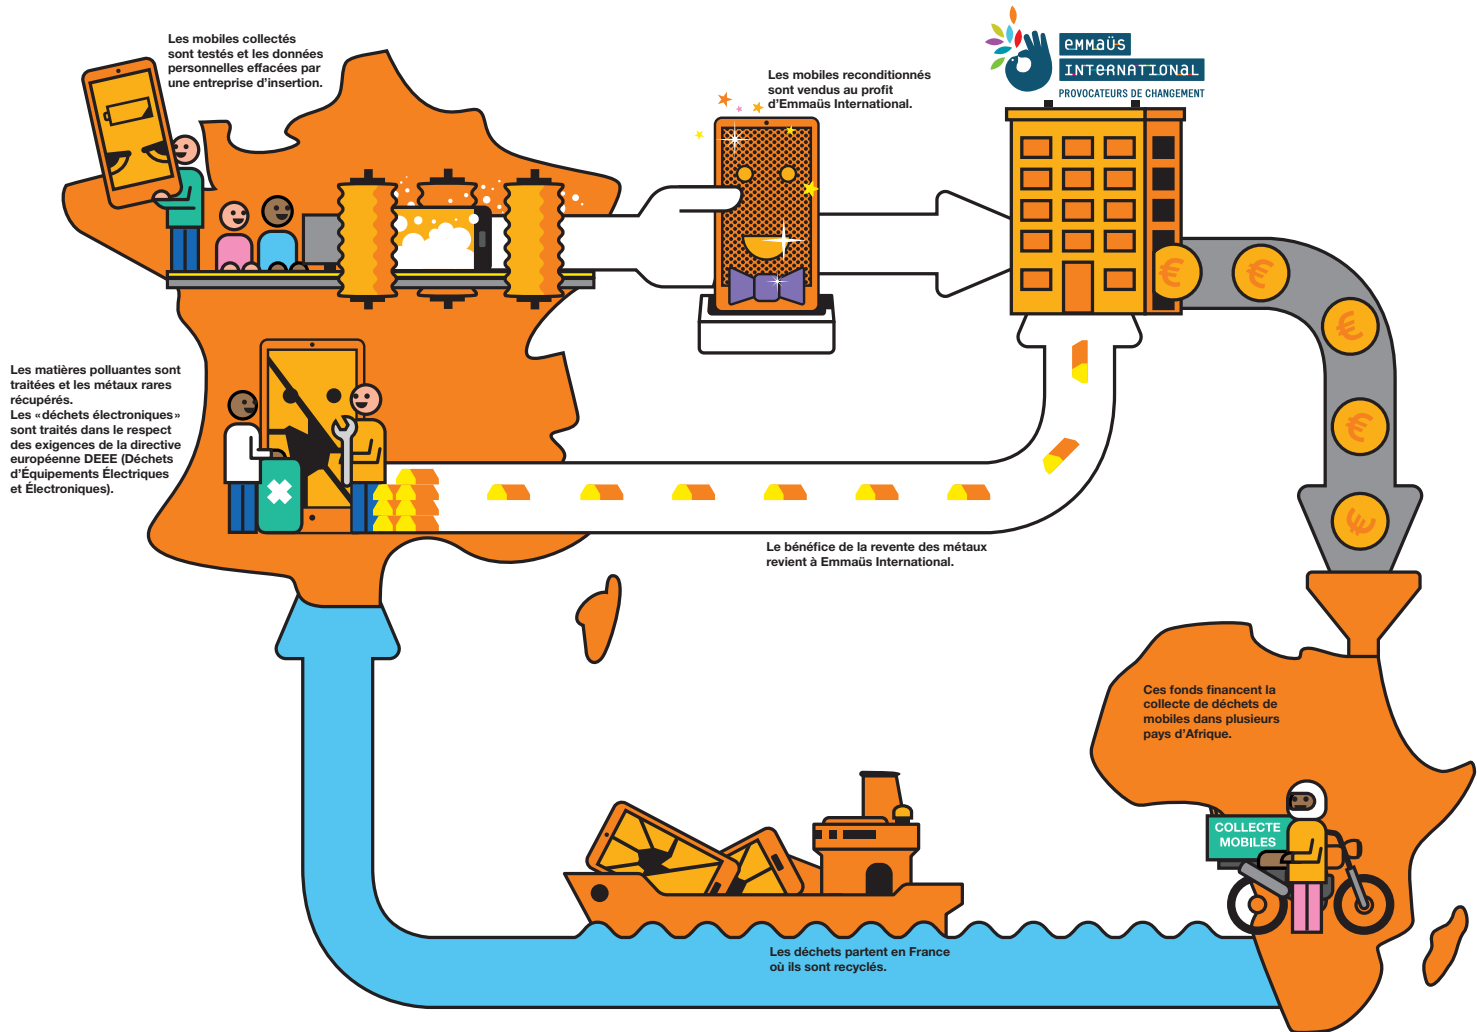 Les mobiles collectés
sont testés et les données
personnelles effacées par
une entreprise d'insertion.
Les mobiles reconditionnés
sont vendus au profit
d'Emmaüs International.
emmaüs
INTERNATIONAL
PROVOCATEURS DE CHANGEMENT
€
€
€
€
€
Les matières polluantes sont
traitées et les métaux rares
récupérés.
Les «déchets électroniques»
sont traités dans le respect
des exigences de la directive
européenne DEEE (Déchets
d'Équipements Électriques
et Électroniques).
Le bénéfice de la revente des métaux
revient à Emmaüs International.
Ces fonds financent la
collecte de déchets de
mobiles dans plusieurs
pays d'Afrique.
COLLECTE
MOBILES
Les déchets partent en France
où ils sont recyclés.